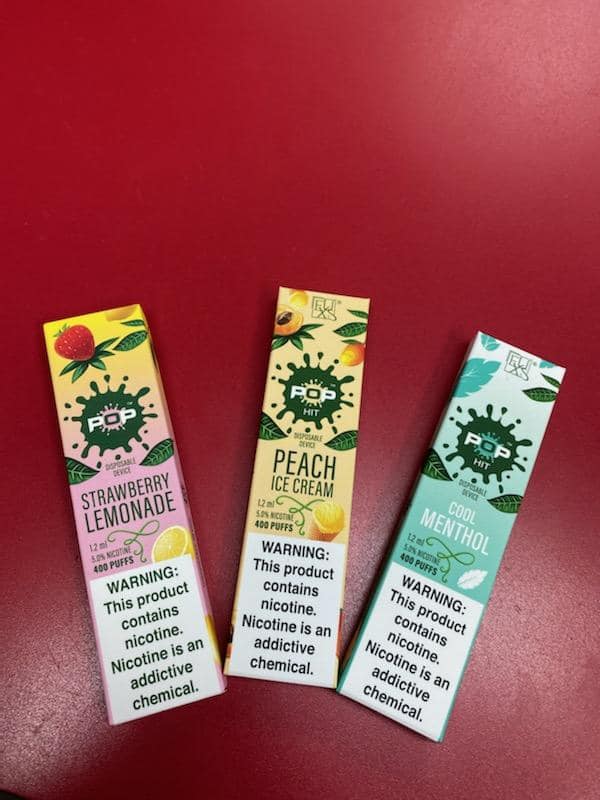 POP
DISPOSABLE
DEVICE
STRAWBERRY
LEMONADE
1.2 ml
5.0% NICOTINE
400 PUFFS
WARNING:
This product
contains
nicotine.
Nicotine is an
addictive
chemical.
POP
HIT
DISPOSABLE
DEVICE
PEACH
ICE CREAM
1.2 ml
5.0% NICOTINE
400 PUFFS
WARNING:
This product
contains
nicotine.
Nicotine is an
addictive
chemical.
POP
HIT
DISPOSABLE
DEVICE
COOL
MENTHOL
1.2 ml
5.0% NICOTINE
400 PUFFS
WARNING:
This product
contains
nicotine.
Nicotine is an
addictive
chemical.